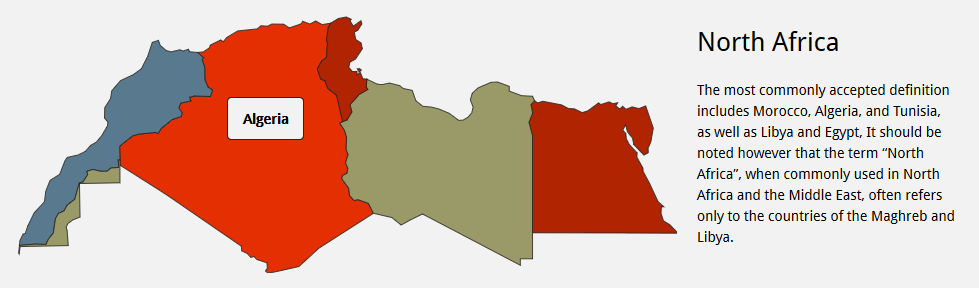 Algeria
North Africa
The most commonly accepted definition
includes Morocco, Algeria, and Tunisia,
as well as Libya and Egypt, It should be
noted however that the term “North
Africa”, when commonly used in North
Africa and the Middle East, often refers
only to the countries of the Maghreb and
Libya.